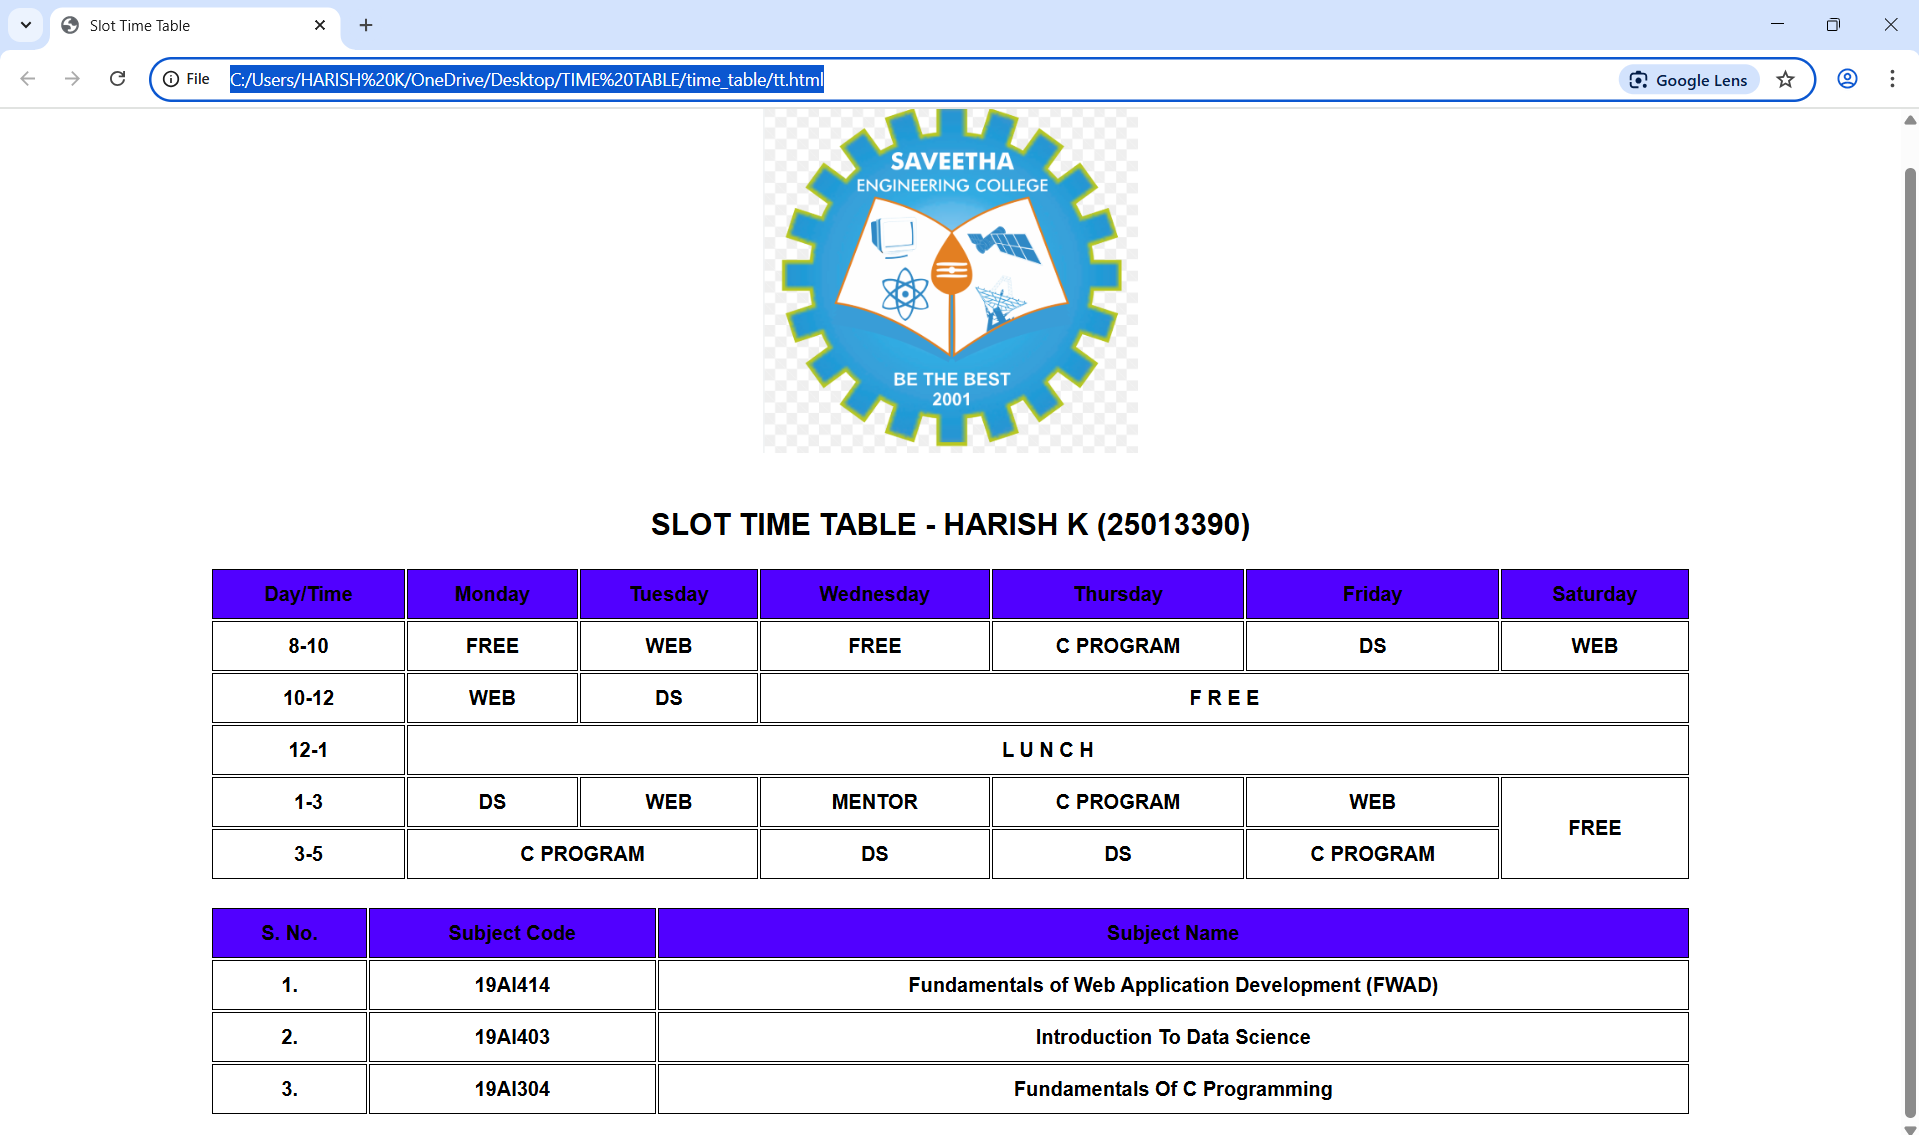 Slot Time Table
File C:/Users/HARISH%20K/OneDrive/Desktop/TIME%20TABLE/time_table/tt.html Google Lens
SAVEETHA
ENGINEERING COLLEGE
BE THE BEST
2001
SLOT TIME TABLE - HARISH K (25013390)
Day/Time Monday Tuesday Wednesday Thursday Friday Saturday
8-10 FREE WEB FREE C PROGRAM DS WEB
10-12 WEB DS F R E E
12-1 L U N C H
1-3 DS WEB MENTOR C PROGRAM WEB FREE
3-5 C PROGRAM DS DS C PROGRAM
S. No. Subject Code Subject Name
1. 19AI414 Fundamentals of Web Application Development (FWAD)
2. 19AI403 Introduction To Data Science
3. 19AI304 Fundamentals Of C Programming